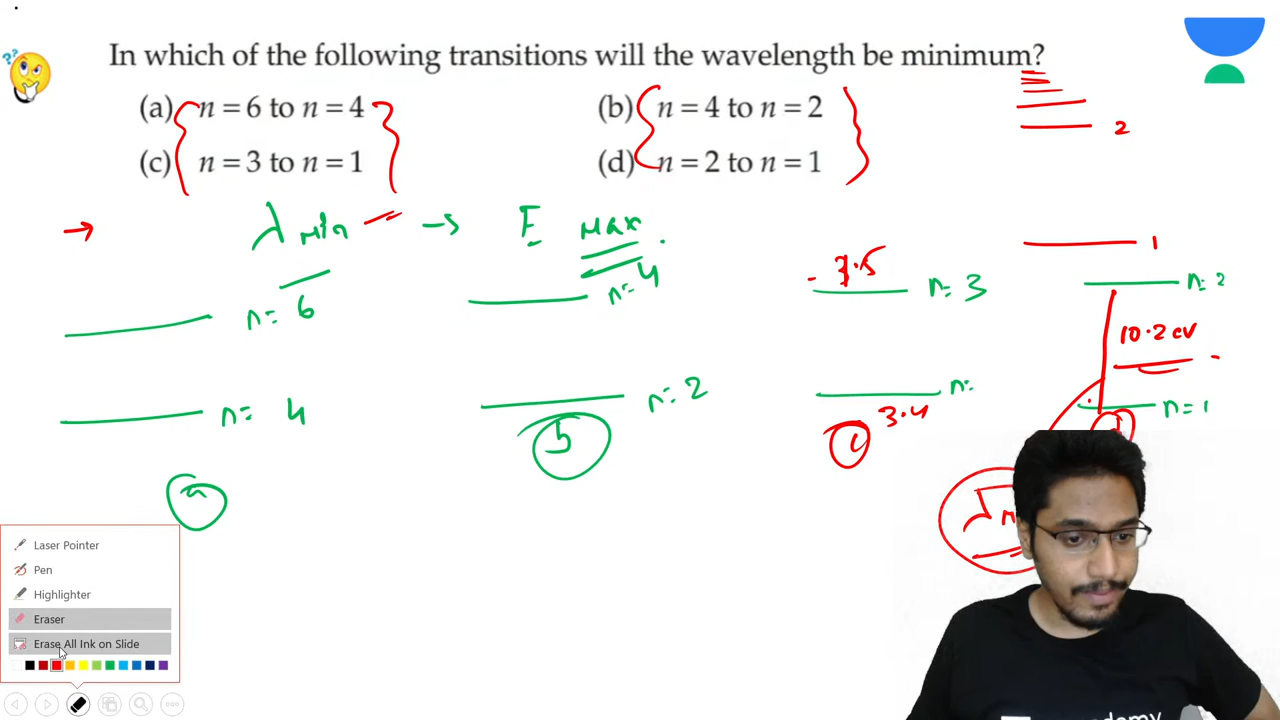 In which of the following transitions will the wavelength be minimum?
(a) n = 6 to n = 4
(b) n = 4 to n = 2
(c) n = 3 to n = 1
(d) n = 2 to n = 1
2
1
→ λ min → E max
n = 6
n = 4
n = 3
n = 2
10.2 eV
n = 4
n = 2
n =
3.4
n = 1
a
b
c
Laser Pointer
Pen
Highlighter
Eraser
Erase All Ink on Slide